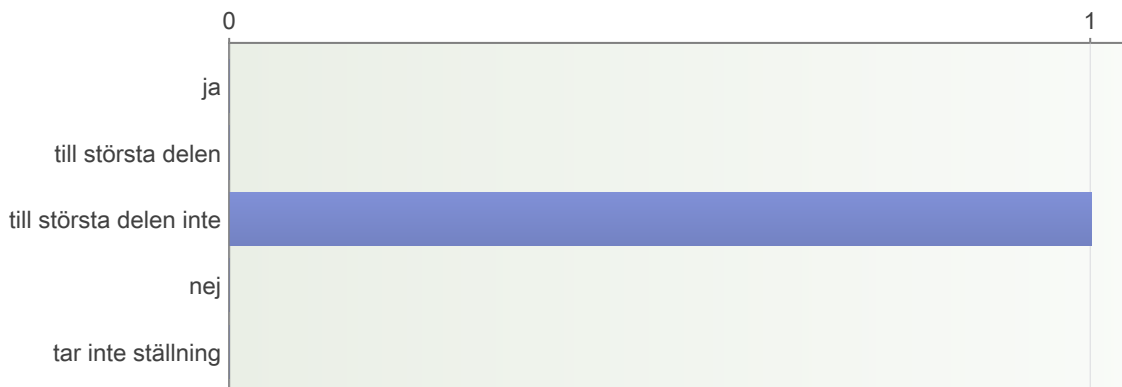 0 1
ja
till största delen
till största delen inte
nej
tar inte ställning